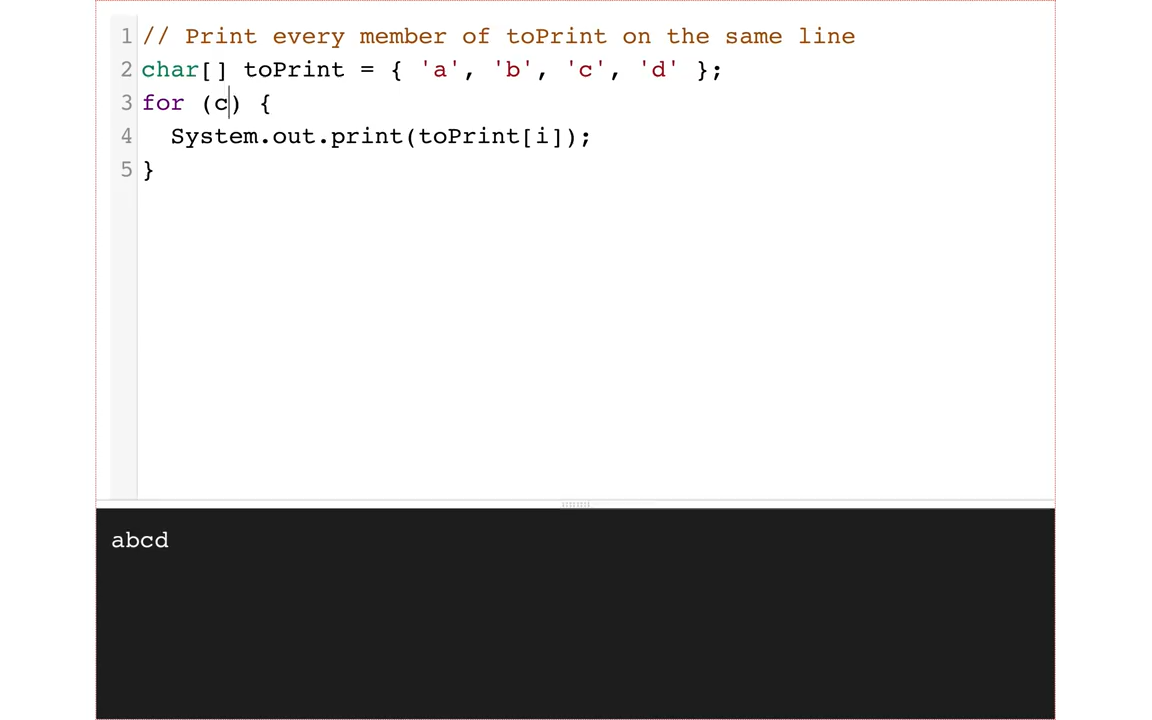 1 // Print every member of toPrint on the same line
2 char[] toPrint = { 'a', 'b', 'c', 'd' };
3 for (c) {
4   System.out.print(toPrint[i]);
5 }
abcd